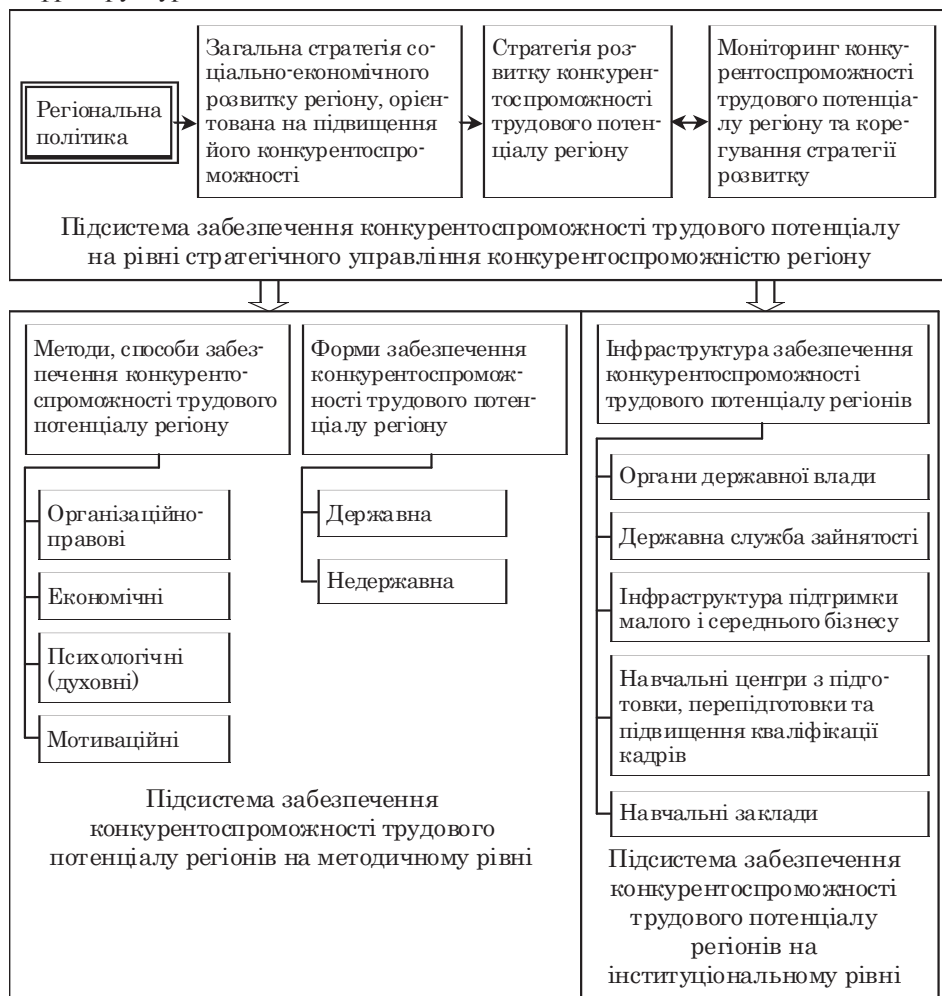 Регіональна
політика
Загальна стратегія со-
ціально-економічного
розвитку регіону, орієн-
тована на підвищення
його конкурентоспро-
можності
Стратегія роз-
витку конкурен-
тоспроможності
трудового потен-
ціалу регіону
Моніторинг конку-
рентоспроможності
трудового потенціа-
лу регіону та корегу-
вання стратегії
розвитку
Підсистема забезпечення конкурентоспроможності трудового потенціалу
на рівні стратегічного управління конкурентоспроможністю регіону
Методи, способи забез-
печення конкуренто-
спроможності трудового
потенціалу регіону
Організаційно-
правові
Економічні
Психологічні
(духовні)
Мотиваційні
Форми забезпечення
конкурентоспромож-
ності трудового потен-
ціалу регіону
Державна
Недержавна
Підсистема забезпечення
конкурентоспроможності трудового
потенціалу регіонів на методичному рівні
Інфраструктура забезпечення
конкурентоспроможності
трудового потенціалу регіонів
Органи державної влади
Державна служба зайнятості
Інфраструктура підтримки
малого і середнього бізнесу
Навчальні центри з підго-
товки, перепідготовки та
підвищення кваліфікації
кадрів
Навчальні заклади
Підсистема забезпечення
конкурентоспроможності
трудового потенціалу
регіонів на
інституціональному рівні